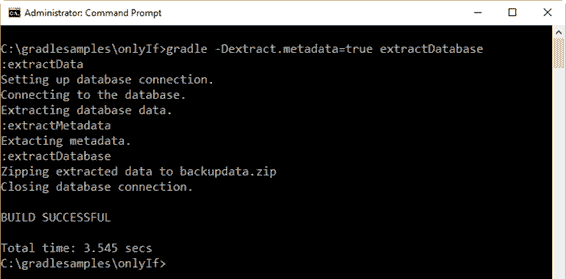 Administrator: Command Prompt
C:\gradlesamples\onlyIf>gradle -Dextract.metadata=true extractDatabase
:extractData
Setting up database connection.
Connecting to the database.
Extracting database data.
:extractMetadata
Extacting metadata.
:extractDatabase
Zipping extracted data to backupdata.zip
Closing database connection.
BUILD SUCCESSFUL
Total time: 3.545 secs
C:\gradlesamples\onlyIf>